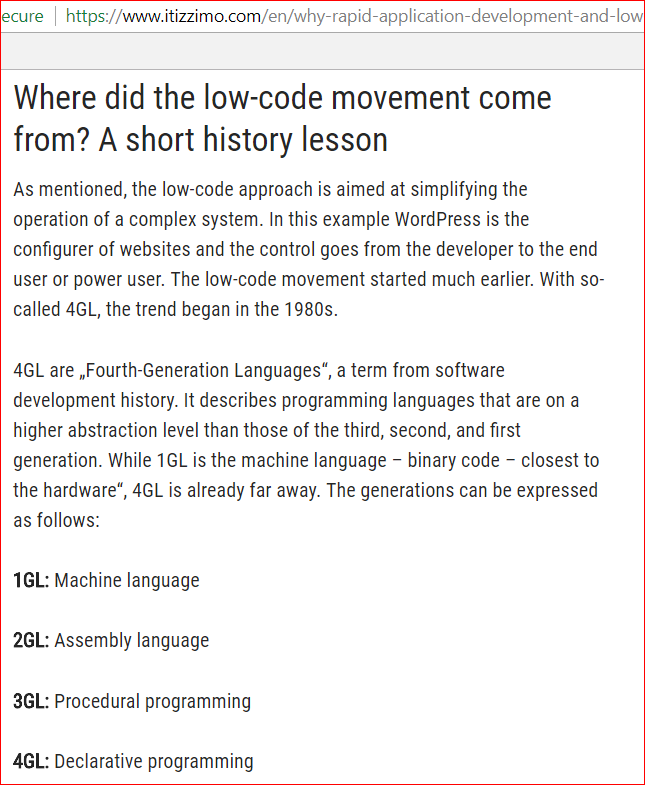 ecure | https://www.itizzimo.com/en/why-rapid-application-development-and-low
Where did the low-code movement come
from? A short history lesson
As mentioned, the low-code approach is aimed at simplifying the
operation of a complex system. In this example WordPress is the
configurer of websites and the control goes from the developer to the end
user or power user. The low-code movement started much earlier. With so-
called 4GL, the trend began in the 1980s.
4GL are „Fourth-Generation Languages“, a term from software
development history. It describes programming languages that are on a
higher abstraction level than those of the third, second, and first
generation. While 1GL is the machine language – binary code – closest to
the hardware“, 4GL is already far away. The generations can be expressed
as follows:
1GL: Machine language
2GL: Assembly language
3GL: Procedural programming
4GL: Declarative programming